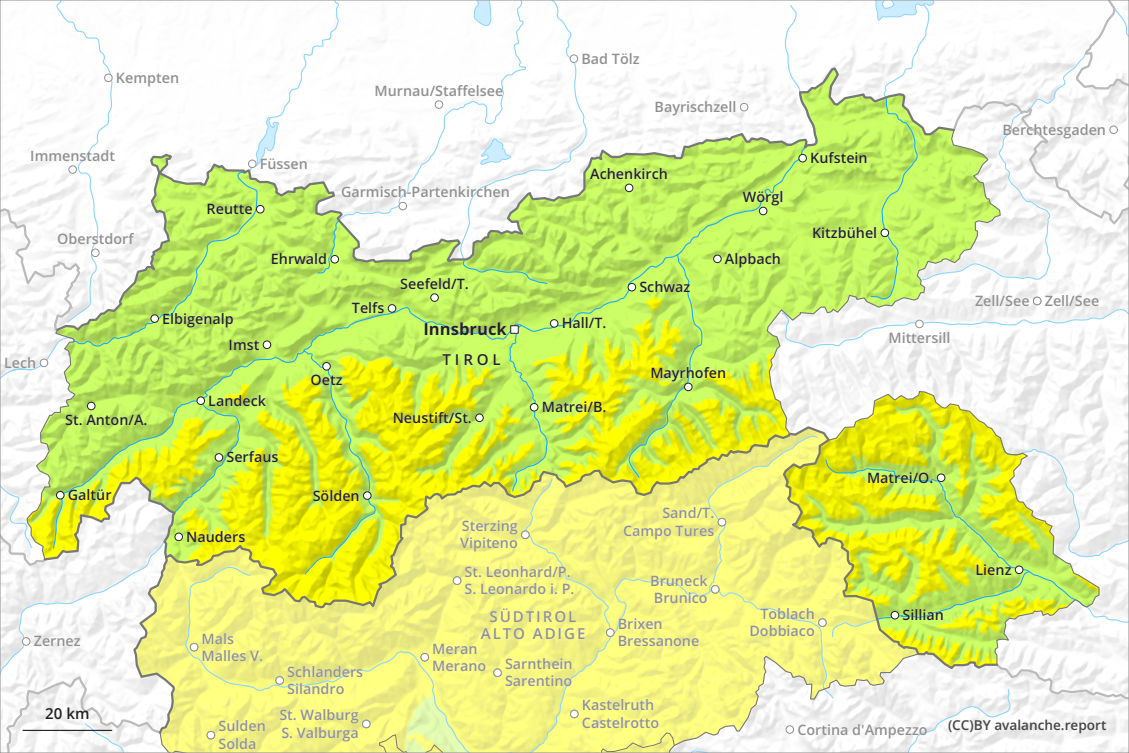 Kempten
Bad Tölz
Murnau/Staffelsee
Bayrischzell
Berchtesgaden
Immenstadt
Füssen
Kufstein
Achenkirch
Garmisch-Partenkirchen
Wörgl
Reutte
Kitzbühel
Oberstdorf
Ehrwald
Alpbach
Seefeld/T.
Schwaz
Zell/See
Zell/See
Telfs
Elbigenalp
Innsbruck
Hall/T.
Mittersill
Imst
TIROL
Lech
Oetz
Mayrhofen
Landeck
Matrei/B.
St. Anton/A.
Neustift/St.
Serfaus
Matrei/O.
Galtür
Sölden
Sand/T.
Campo Tures
Sterzing
Vipiteno
Nauders
Lienz
St. Leonhard/P.
S. Leonardo i. P.
Bruneck
Brunico
SÜDTIROL
ALTO ADIGE
Toblach
Dobbiaco
Sillian
Brixen
Bressanone
Zernez
Mals
Malles V.
Meran
Merano
Sarnthein
Sarentino
Schlanders
Silandro
Kastelruth
Castelrotto
20 km
St. Walburg
S. Valburga
Sulden
Solda
Cortina d'Ampezzo
(CC)BY avalanche.report